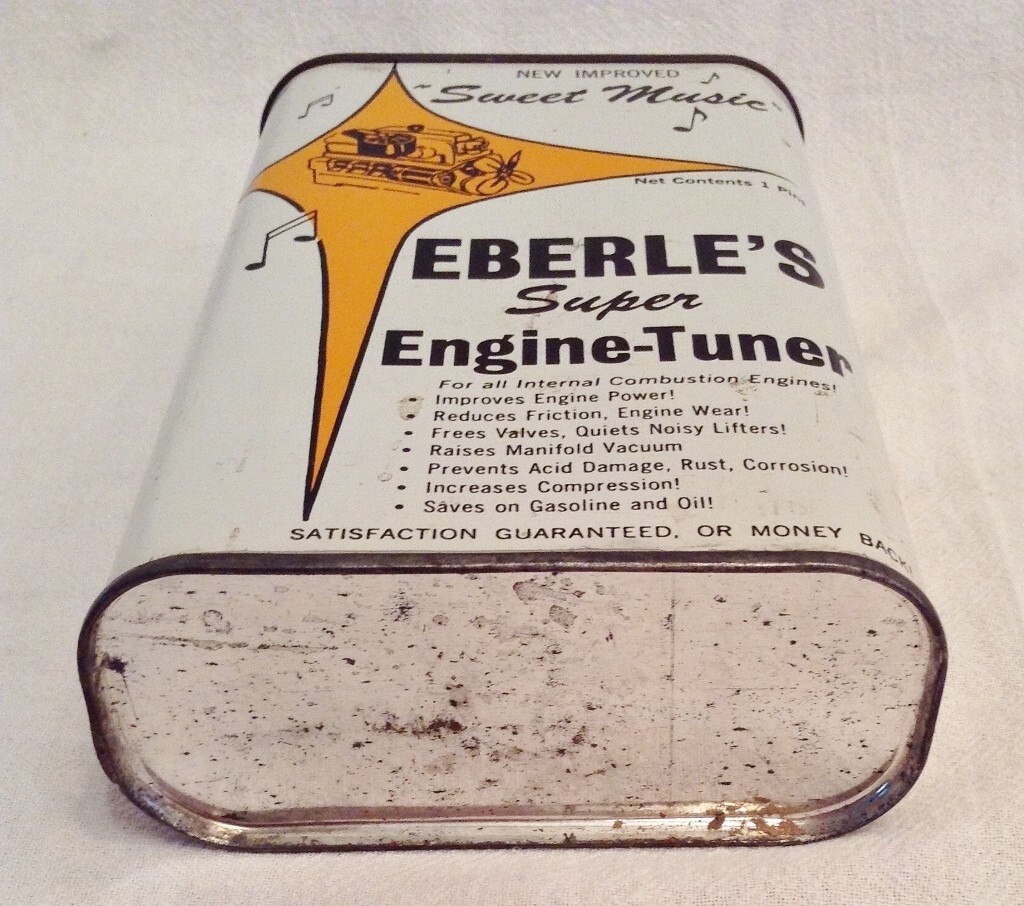 NEW IMPROVED
"Sweet Music"
Net Contents 1 Pint
EBERLE'S
Super
Engine-Tuner
For all Internal Combustion Engines!
• Improves Engine Power!
• Reduces Friction, Engine Wear!
• Frees Valves, Quiets Noisy Lifters!
• Raises Manifold Vacuum
• Prevents Acid Damage, Rust, Corrosion!
• Increases Compression!
• Saves on Gasoline and Oil!
SATISFACTION GUARANTEED, OR MONEY BACK!